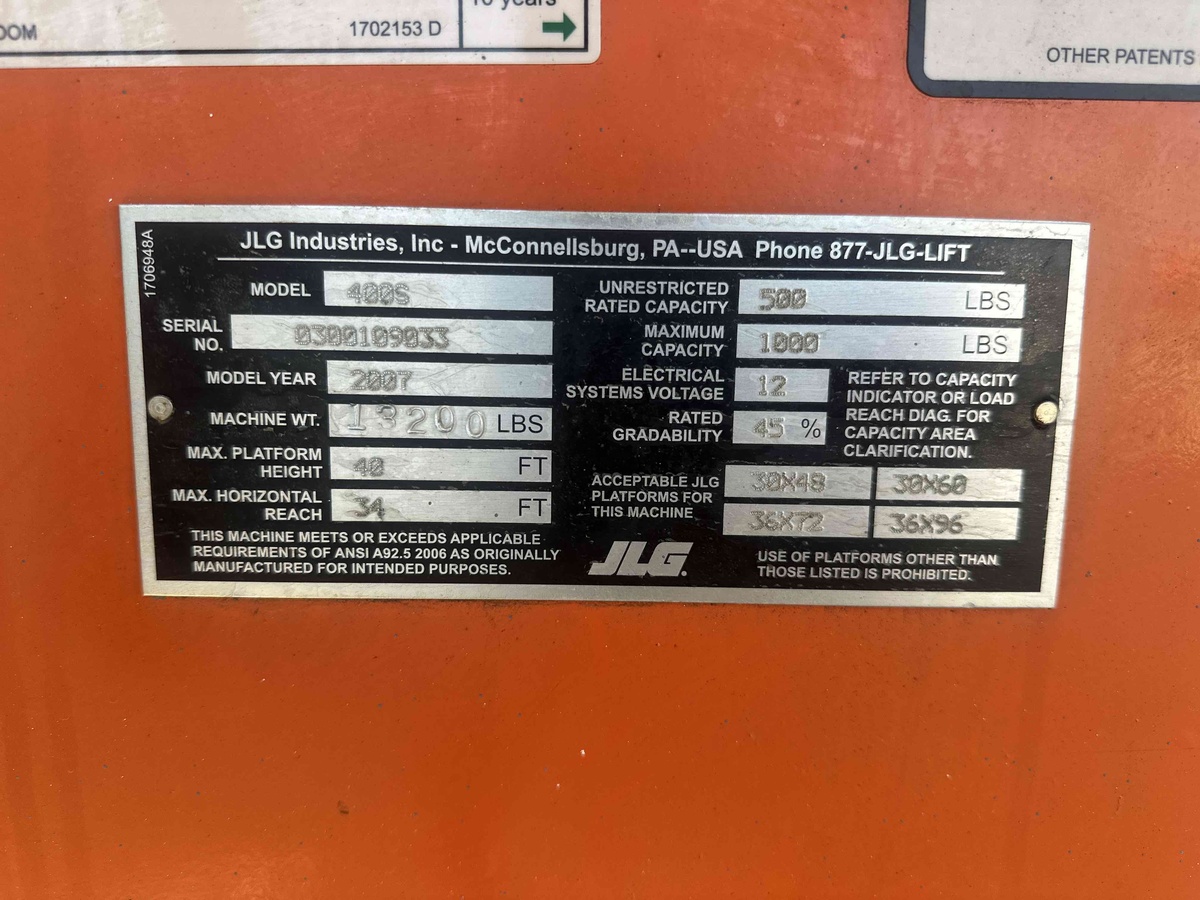 OOM
1702153 D
10 years
OTHER PATENTS
1706948A
JLG Industries, Inc - McConnellsburg, PA--USA Phone 877-JLG-LIFT
MODEL 400S
SERIAL NO. 0300109033
MODEL YEAR 2007
MACHINE WT. 13200 LBS
MAX. PLATFORM HEIGHT 40 FT
MAX. HORIZONTAL REACH 34 FT
THIS MACHINE MEETS OR EXCEEDS APPLICABLE
REQUIREMENTS OF ANSI A92.5 2006 AS ORIGINALLY
MANUFACTURED FOR INTENDED PURPOSES.
UNRESTRICTED
RATED CAPACITY 500 LBS
MAXIMUM
CAPACITY 1000 LBS
ELECTRICAL
SYSTEMS VOLTAGE 12
RATED
GRADABILITY 45 %
REFER TO CAPACITY
INDICATOR OR LOAD
REACH DIAG. FOR
CAPACITY AREA
CLARIFICATION.
ACCEPTABLE JLG
PLATFORMS FOR
THIS MACHINE
30X48 30X60
36X72 36X96
JLG
USE OF PLATFORMS OTHER THAN
THOSE LISTED IS PROHIBITED.